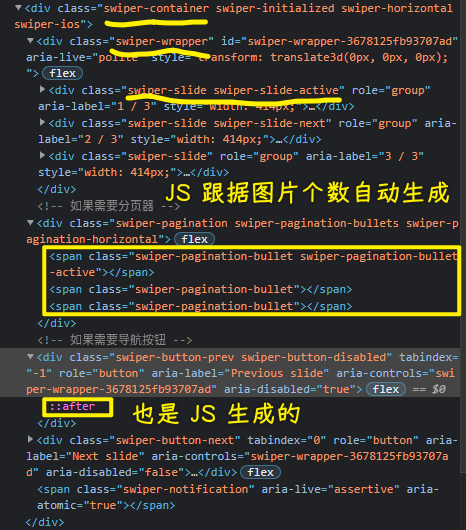 ▼<div class="swiper-container swiper-initialized swiper-horizontal
swiper-ios">
▼<div class="swiper-wrapper" id="swiper-wrapper-3678125fb93707ad"
aria-live="polite" style="transform: translate3d(0px, 0px, 0px);
"> flex
▶<div class="swiper-slide swiper-slide-active" role="group"
aria-label="1 / 3" style="width: 414px;">…</div>
▶<div class="swiper-slide swiper-slide-next" role="group" aria-
label="2 / 3" style="width: 414px;">…</div>
▶<div class="swiper-slide" role="group" aria-label="3 / 3"
style="width: 414px;">…</div>
</div>
JS 跟据图片个数自动生成
<!-- 如果需要分页器 -->
▼<div class="swiper-pagination swiper-pagination-bullets swiper-p
agination-horizontal"> flex
<span class="swiper-pagination-bullet swiper-pagination-bullet
-active"></span>
<span class="swiper-pagination-bullet"></span>
<span class="swiper-pagination-bullet"></span>
</div>
<!-- 如果需要导航按钮 -->
▼<div class="swiper-button-prev swiper-button-disabled" tabindex=
"-1" role="button" aria-label="Previous slide" aria-controls="swi
per-wrapper-3678125fb93707ad" aria-disabled="true"> flex == $0
::after
也是 JS 生成的
</div>
▶<div class="swiper-button-next" tabindex="0" role="button" aria-
label="Next slide" aria-controls="swiper-wrapper-3678125fb93707a
d" aria-disabled="false">…</div> flex
<span class="swiper-notification" aria-live="assertive" aria-
atomic="true"></span>
</div>